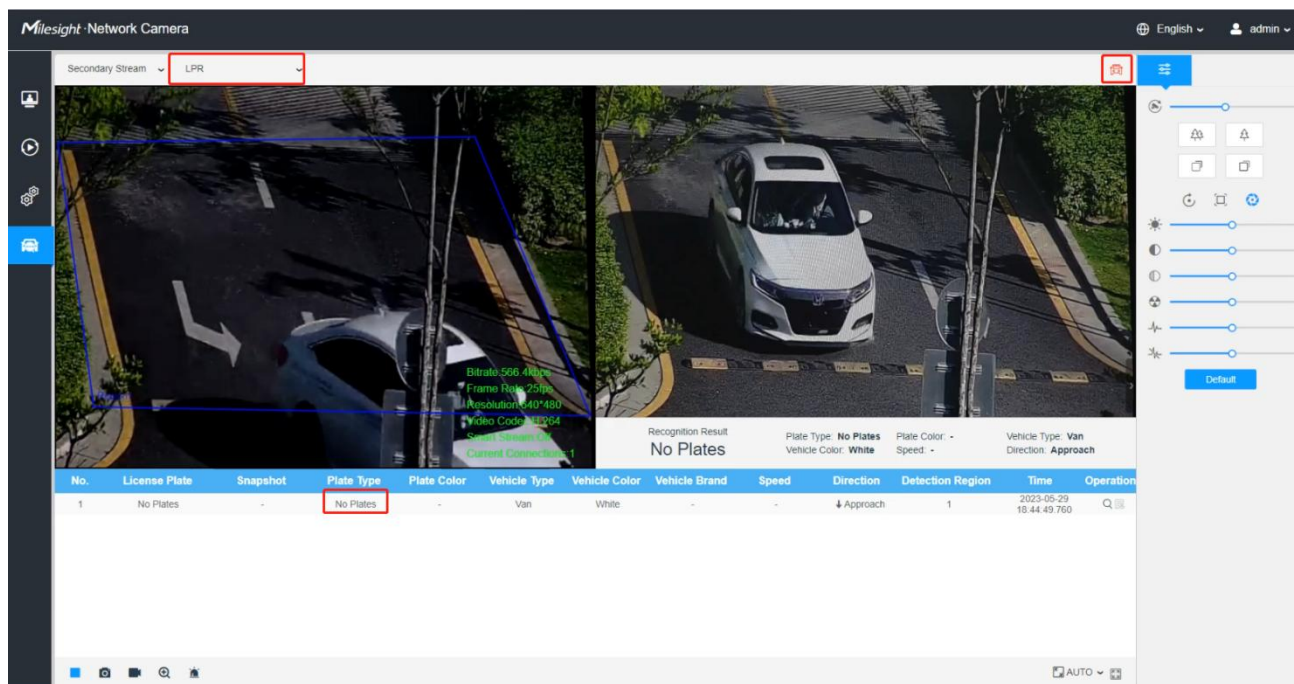 Milesight · Network Camera
English
admin
Secondary Stream
LPR
Bitrate:566.4kbps
Frame Rate:25fps
Resolution:640*480
Video Codec:H.264
Smart Stream:Off
Current Connections:1
Recognition Result
No Plates
Plate Type: No Plates Plate Color: - Vehicle Type: Van
Vehicle Color: White Speed: - Direction: Approach
No. License Plate Snapshot Plate Type Plate Color Vehicle Type Vehicle Color Vehicle Brand Speed Direction Detection Region Time Operation
1 No Plates - No Plates - Van White - - Approach 1 2023-05-29
18:44:49.760
Default
AUTO